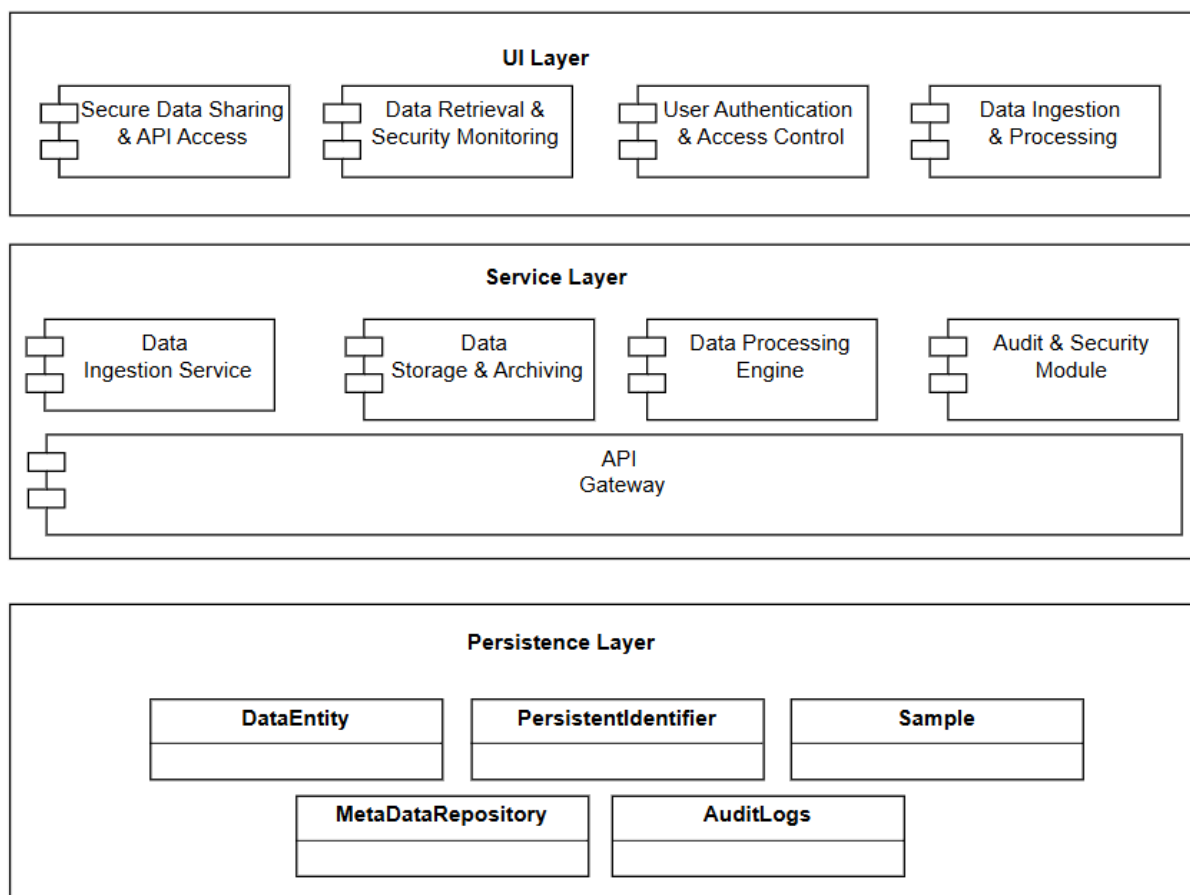 UI Layer
Secure Data Sharing
& API Access
Data Retrieval &
Security Monitoring
User Authentication
& Access Control
Data Ingestion
& Processing
Service Layer
Data
Ingestion Service
Data
Storage & Archiving
Data Processing
Engine
Audit & Security
Module
API
Gateway
Persistence Layer
DataEntity
PersistentIdentifier
Sample
MetaDataRepository
AuditLogs